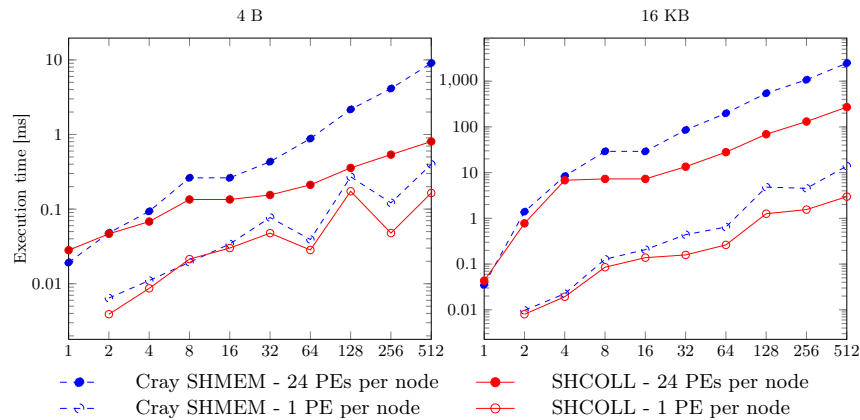 4 B
16 KB
Execution time [ms]
10
1
0.1
0.01
1 2 4 8 16 32 64 128 256 512
1,000
100
10
1
0.1
0.01
1 2 4 8 16 32 64 128 256 512
Cray SHMEM - 24 PEs per node
SHCOLL - 24 PEs per node
Cray SHMEM - 1 PE per node
SHCOLL - 1 PE per node